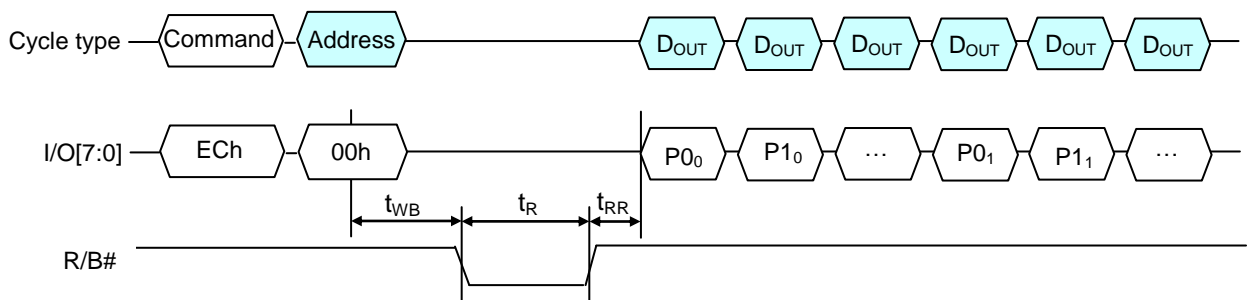 Cycle type Command Address DOUT DOUT DOUT DOUT DOUT DOUT
I/O[7:0] ECh 00h P0₀ P1₀ ... P0₁ P1₁ ...
tWB tR tRR
R/B#